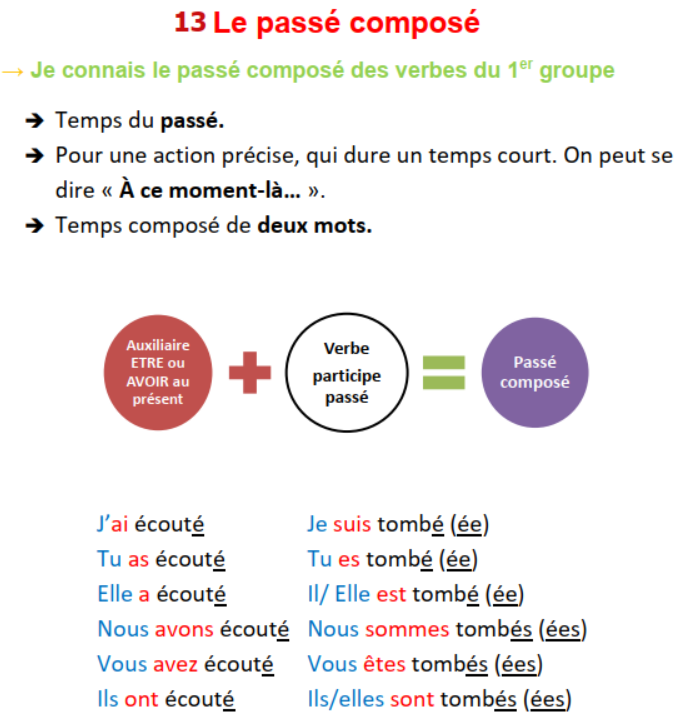 13 Le passé composé
→ Je connais le passé composé des verbes du 1er groupe
➔ Temps du passé.
➔ Pour une action précise, qui dure un temps court. On peut se
dire « À ce moment-là… ».
➔ Temps composé de deux mots.
Auxiliaire
ETRE ou
AVOIR au
présent
+
Verbe
participe
passé
=
Passé
composé
J'ai écouté
Tu as écouté
Elle a écouté
Nous avons écouté
Vous avez écouté
Ils ont écouté
Je suis tombé (ée)
Tu es tombé (ée)
Il/ Elle est tombé (ée)
Nous sommes tombés (ées)
Vous êtes tombés (ées)
Ils/elles sont tombés (ées)